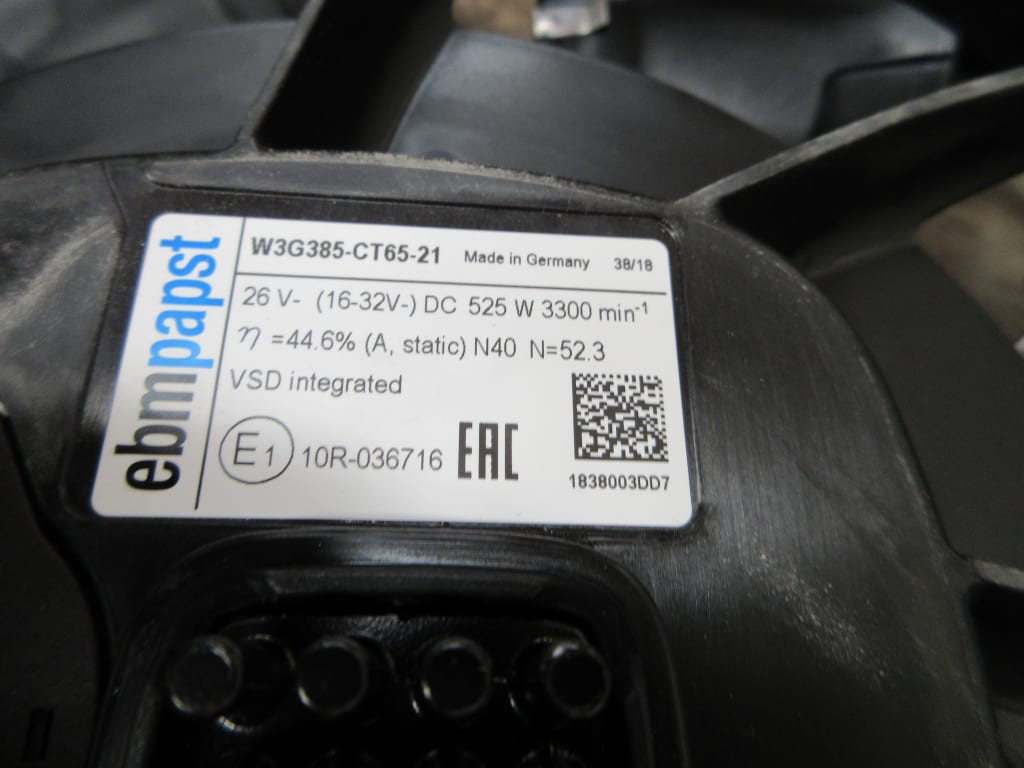 ebmpapst
W3G385-CT65-21 Made in Germany 38/18
26 V- (16-32V-) DC 525 W 3300 min⁻¹
η =44.6% (A, static) N40 N=52.3
VSD integrated
E1 10R-036716 EAC
1838003DD7